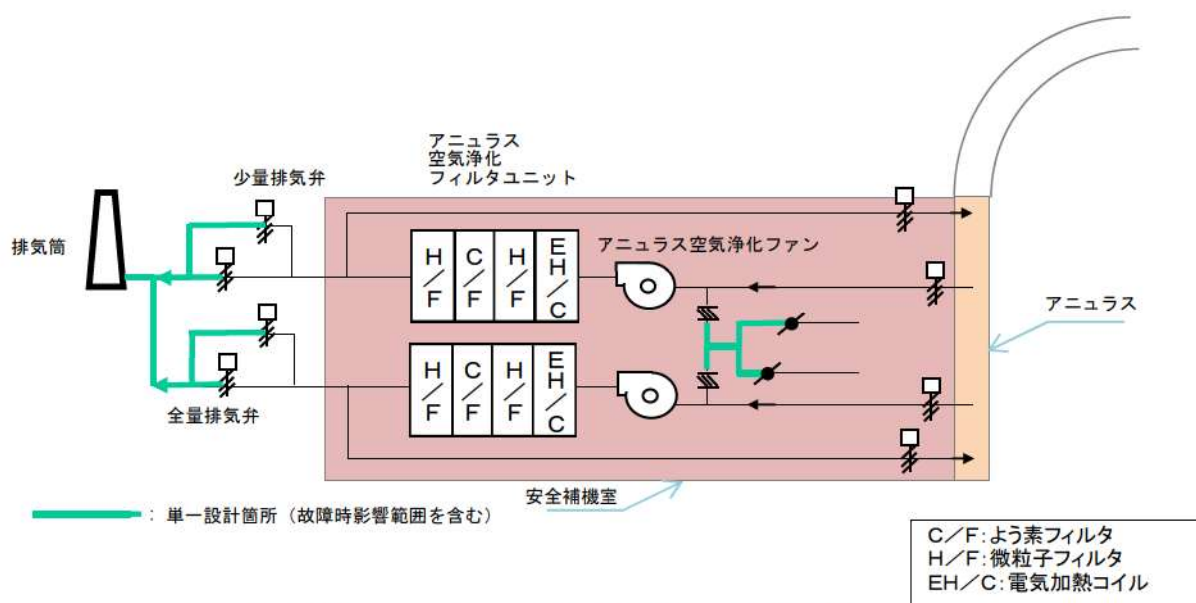 アニュラス
空気浄化
フィルタユニット
少量排気弁
排気筒
アニュラス空気浄化ファン
H/F
C/F
H/F
EH/C
アニュラス
H/F
C/F
H/F
EH/C
全量排気弁
安全補機室
: 単一設計箇所（故障時影響範囲を含む）
C/F:よう素フィルタ
H/F:微粒子フィルタ
EH/C:電気加熱コイル